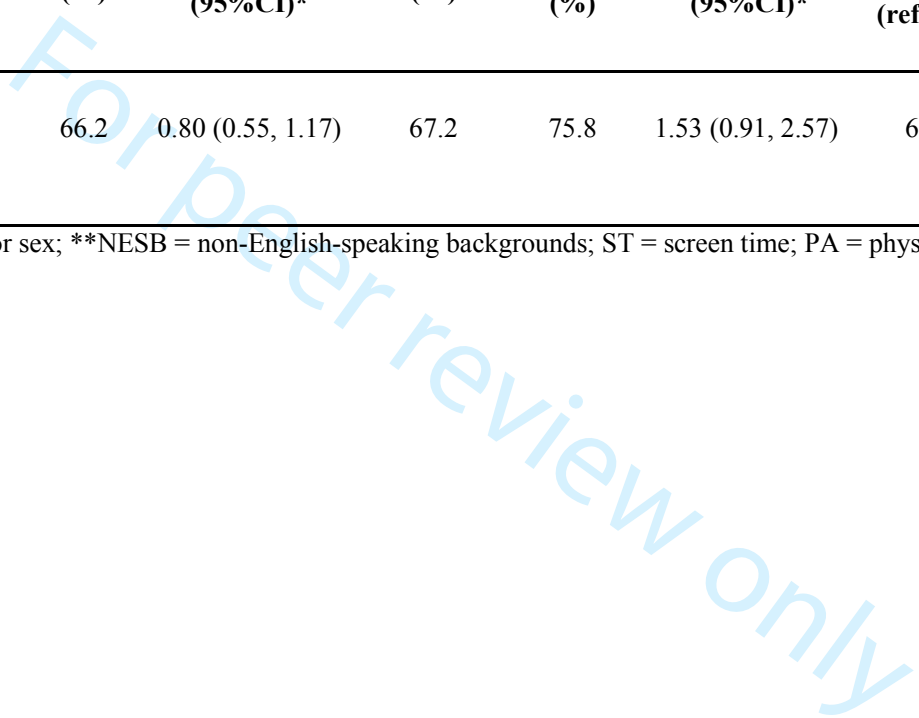 (95%CI)* (%) (95%CI)*
(ref
66.2 0.80 (0.55, 1.17) 67.2 75.8 1.53 (0.91, 2.57) 6
or sex; **NESB = non-English-speaking backgrounds; ST = screen time; PA = phys
For peer review only